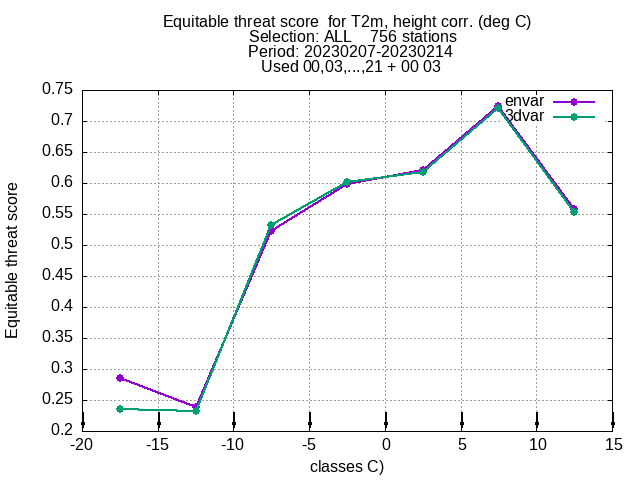 Equitable threat score  for T2m, height corr. (deg C)
Selection: ALL    756 stations
Period: 20230207-20230214
Used 00,03,...,21 + 00 03
envar
3dvar
0.75
0.7
0.65
0.6
0.55
0.5
0.45
0.4
0.35
0.3
0.25
0.2
Equitable threat score
-20 -15 -10 -5 0 5 10 15
classes C)